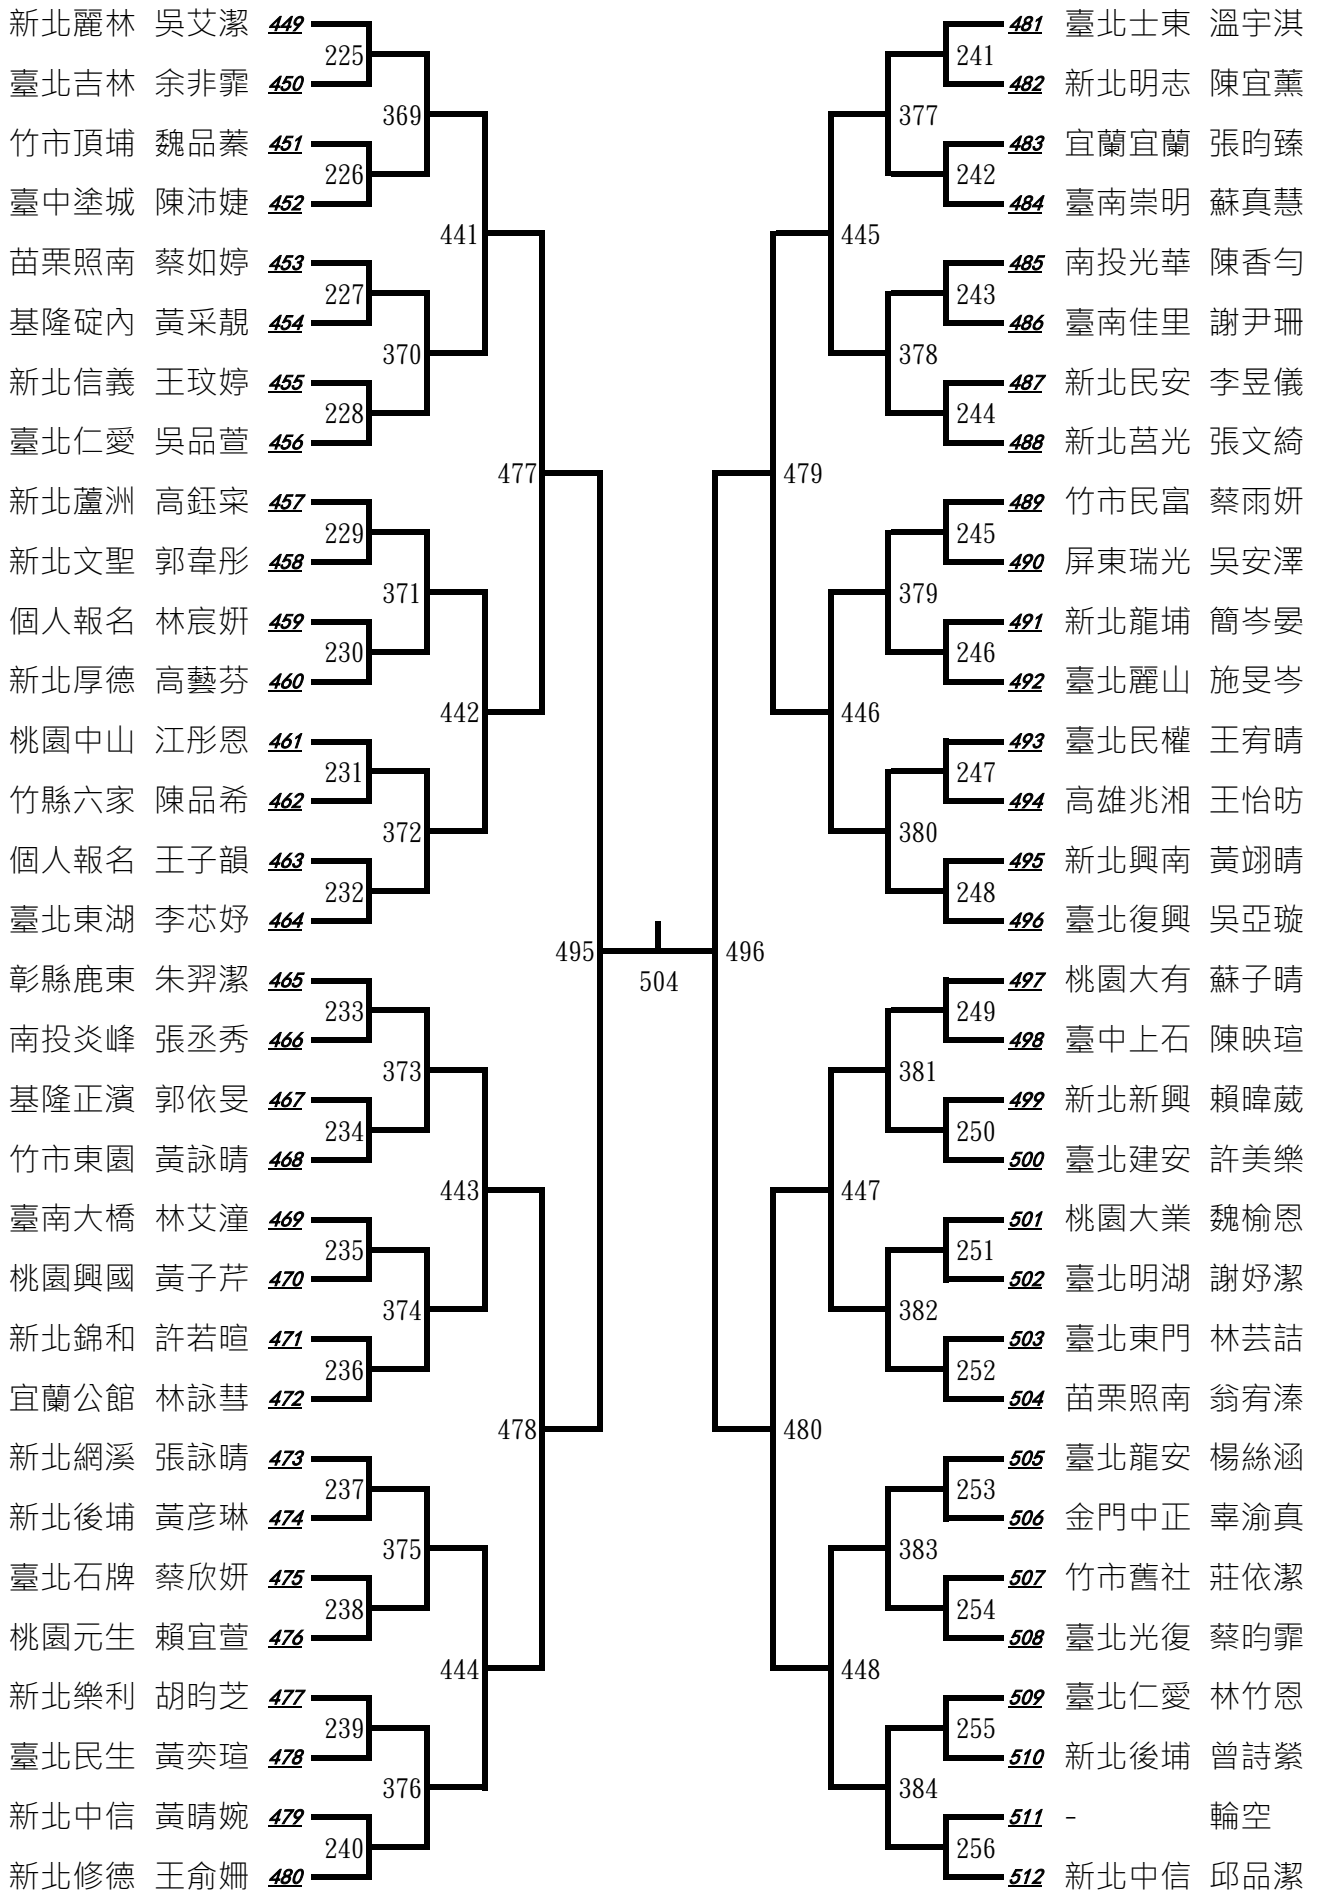 新北麗林 吳艾潔 449
225
臺北吉林 余非霏 450
369
竹市頂埔 魏品蓁 451
226
臺中塗城 陳沛婕 452
441
苗栗照南 蔡如婷 453
227
基隆碇內 黃采靚 454
370
新北信義 王玟婷 455
228
臺北仁愛 吳品萱 456
477
新北蘆洲 高鈺寀 457
229
新北文聖 郭韋彤 458
371
個人報名 林宸妍 459
230
新北厚德 高藝芬 460
442
桃園中山 江彤恩 461
231
竹縣六家 陳品希 462
372
個人報名 王子韻 463
232
臺北東湖 李芯妤 464
495
彰縣鹿東 朱羿潔 465
233
南投炎峰 張丞秀 466
373
基隆正濱 郭依旻 467
234
竹市東園 黃詠晴 468
443
臺南大橋 林艾潼 469
235
桃園興國 黃子芹 470
374
新北錦和 許若暄 471
236
宜蘭公館 林詠彗 472
478
新北網溪 張詠晴 473
237
新北後埔 黃彦琳 474
375
臺北石牌 蔡欣妍 475
238
桃園元生 賴宜萱 476
444
新北樂利 胡昀芝 477
239
臺北民生 黃奕瑄 478
376
新北中信 黃晴婉 479
240
新北修德 王俞姍 480
504
481 臺北士東 溫宇淇
241
482 新北明志 陳宜薰
377
483 宜蘭宜蘭 張昀臻
242
484 臺南崇明 蘇真慧
445
485 南投光華 陳香勻
243
486 臺南佳里 謝尹珊
378
487 新北民安 李昱儀
244
488 新北莒光 張文綺
479
489 竹市民富 蔡雨妍
245
490 屏東瑞光 吳安澤
379
491 新北龍埔 簡岑晏
246
492 臺北麗山 施旻岑
446
493 臺北民權 王宥晴
247
494 高雄兆湘 王怡昉
380
495 新北興南 黃翊晴
248
496 臺北復興 吳亞璇
496
497 桃園大有 蘇子晴
249
498 臺中上石 陳映瑄
381
499 新北新興 賴暐葳
250
500 臺北建安 許美樂
447
501 桃園大業 魏榆恩
251
502 臺北明湖 謝妤潔
382
503 臺北東門 林芸詰
252
504 苗栗照南 翁宥溱
480
505 臺北龍安 楊絲涵
253
506 金門中正 辜渝真
383
507 竹市舊社 莊依潔
254
508 臺北光復 蔡昀霏
448
509 臺北仁愛 林竹恩
255
510 新北後埔 曾詩縈
384
511 - 輪空
256
512 新北中信 邱品潔